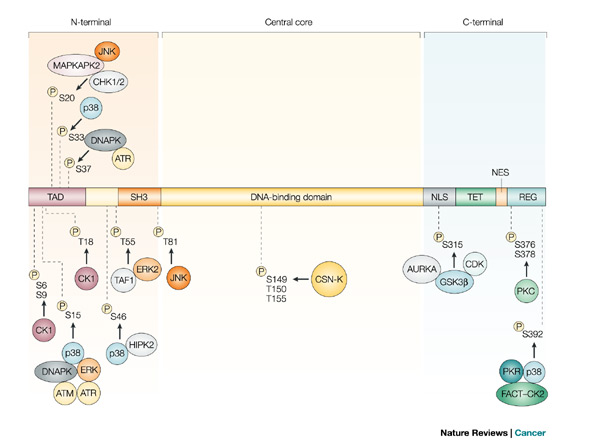 N-terminal
Central core
C-terminal
JNK
MAPKAPK2
CHK1/2
P
S20
p38
P
S33
DNAPK
P
S37
ATR
NES
TAD
SH3
DNA-binding domain
NLS
TET
REG
P
T18
P
T55
P
T81
P
S315
P
S376
S378
P
S6
S9
CK1
TAF1
ERK2
JNK
P
S149
T150
T155
CSN-K
AURKA
CDK
GSK3β
PKC
P
S15
P
S46
CK1
p38
HIPK2
p38
DNAPK
ERK
ATM
ATR
P
S392
PKR
p38
FACT–CK2
Nature Reviews | Cancer